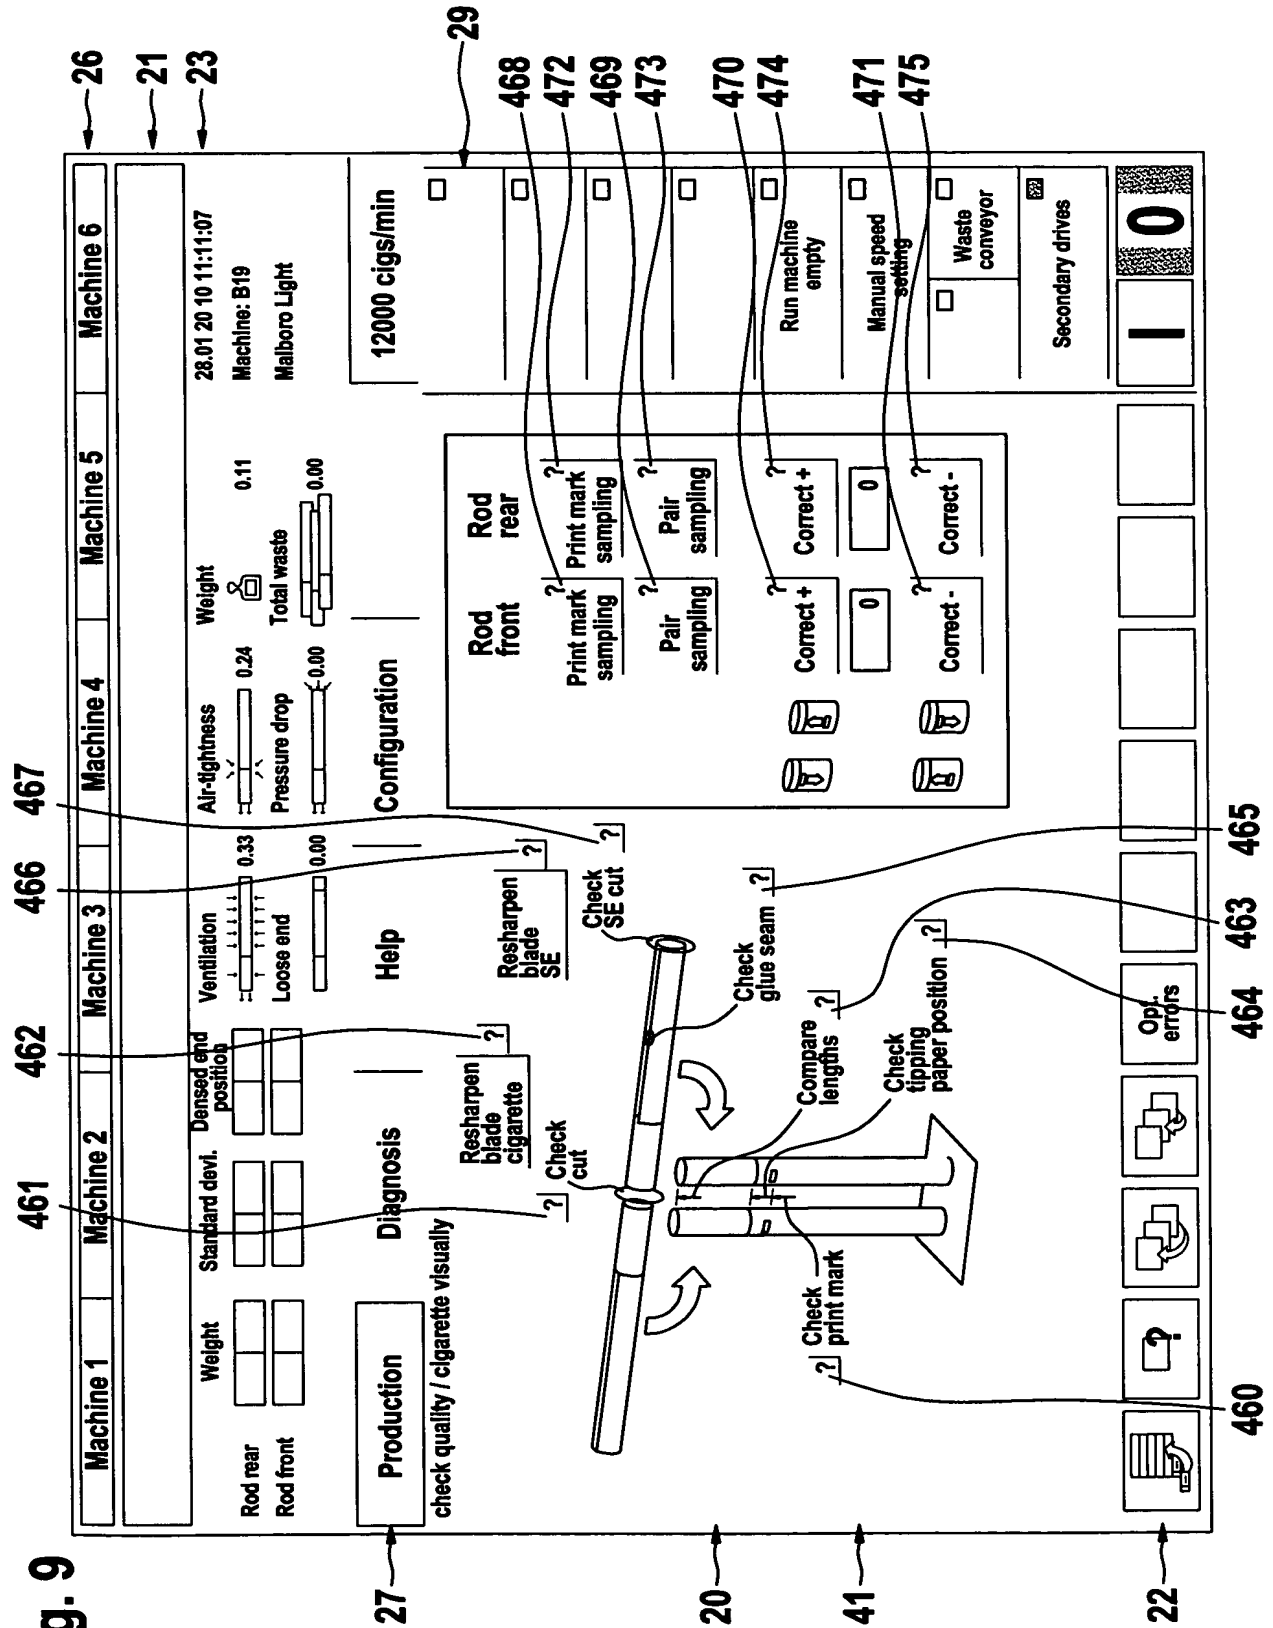 g. 9
26
21
23
29
468
472
469
473
470
474
471
475
467
466
462
461
465
463
464
460
27
20
41
22
Machine 1
Machine 2
Machine 3
Machine 4
Machine 5
Machine 6
Weight
Standard devi.
Densed end
position
Rod rear
Rod front
Ventilation
0.33
Loose end
0.00
Air-tightness
0.24
Pressure drop
0.00
Weight
0.11
Total waste
0.00
28.01 20 10 11:11:07
Machine: B19
Malboro Light
Production
Diagnosis
Help
Configuration
12000 cigs/min
check quality / cigarette visually
?
Check
cut
Resharpen
blade
cigarette
?
Resharpen
blade
SE
?
Check
SE cut
?
Check
glue seam
?
Compare
lengths
?
Check
tipping
paper position
?
Check
print mark
?
Rod
front
Rod
rear
?
Print mark
sampling
?
Print mark
sampling
?
Pair
sampling
?
Pair
sampling
?
Correct +
?
Correct +
0
0
?
Correct -
?
Correct -
Run machine
empty
Manual speed
setting
Waste
conveyor
Secondary drives
?
Opt.
errors
I
0